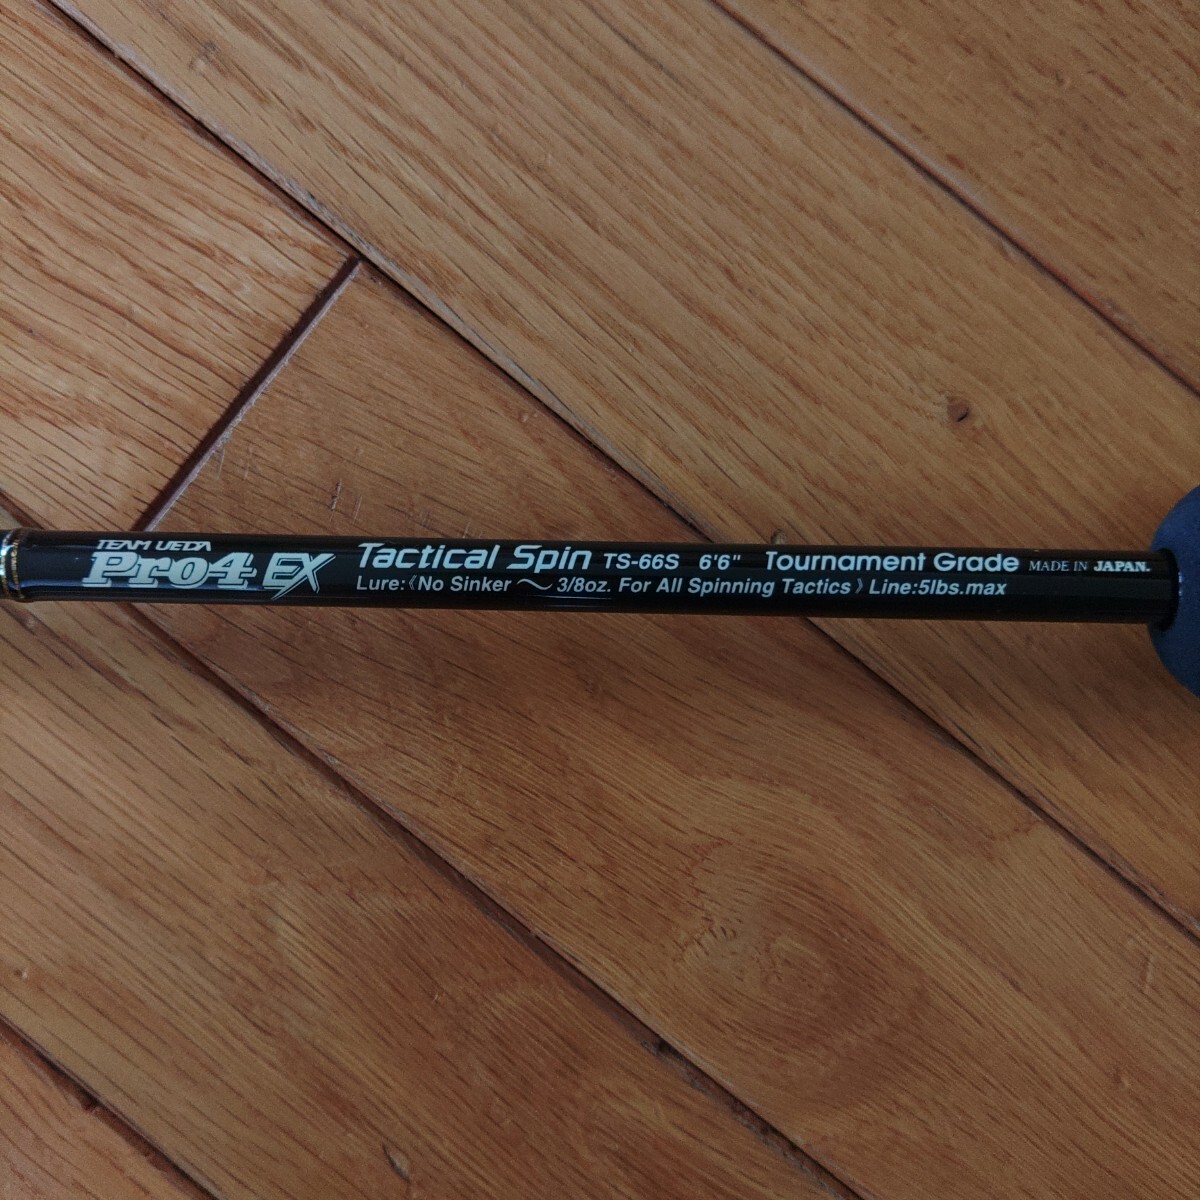 TEAM UEDA
Pro4 EX Tactical Spin TS-66S 6'6" Tournament Grade MADE IN JAPAN.
Lure:《No Sinker 〜 3/8oz. For All Spinning Tactics》Line:5lbs.max